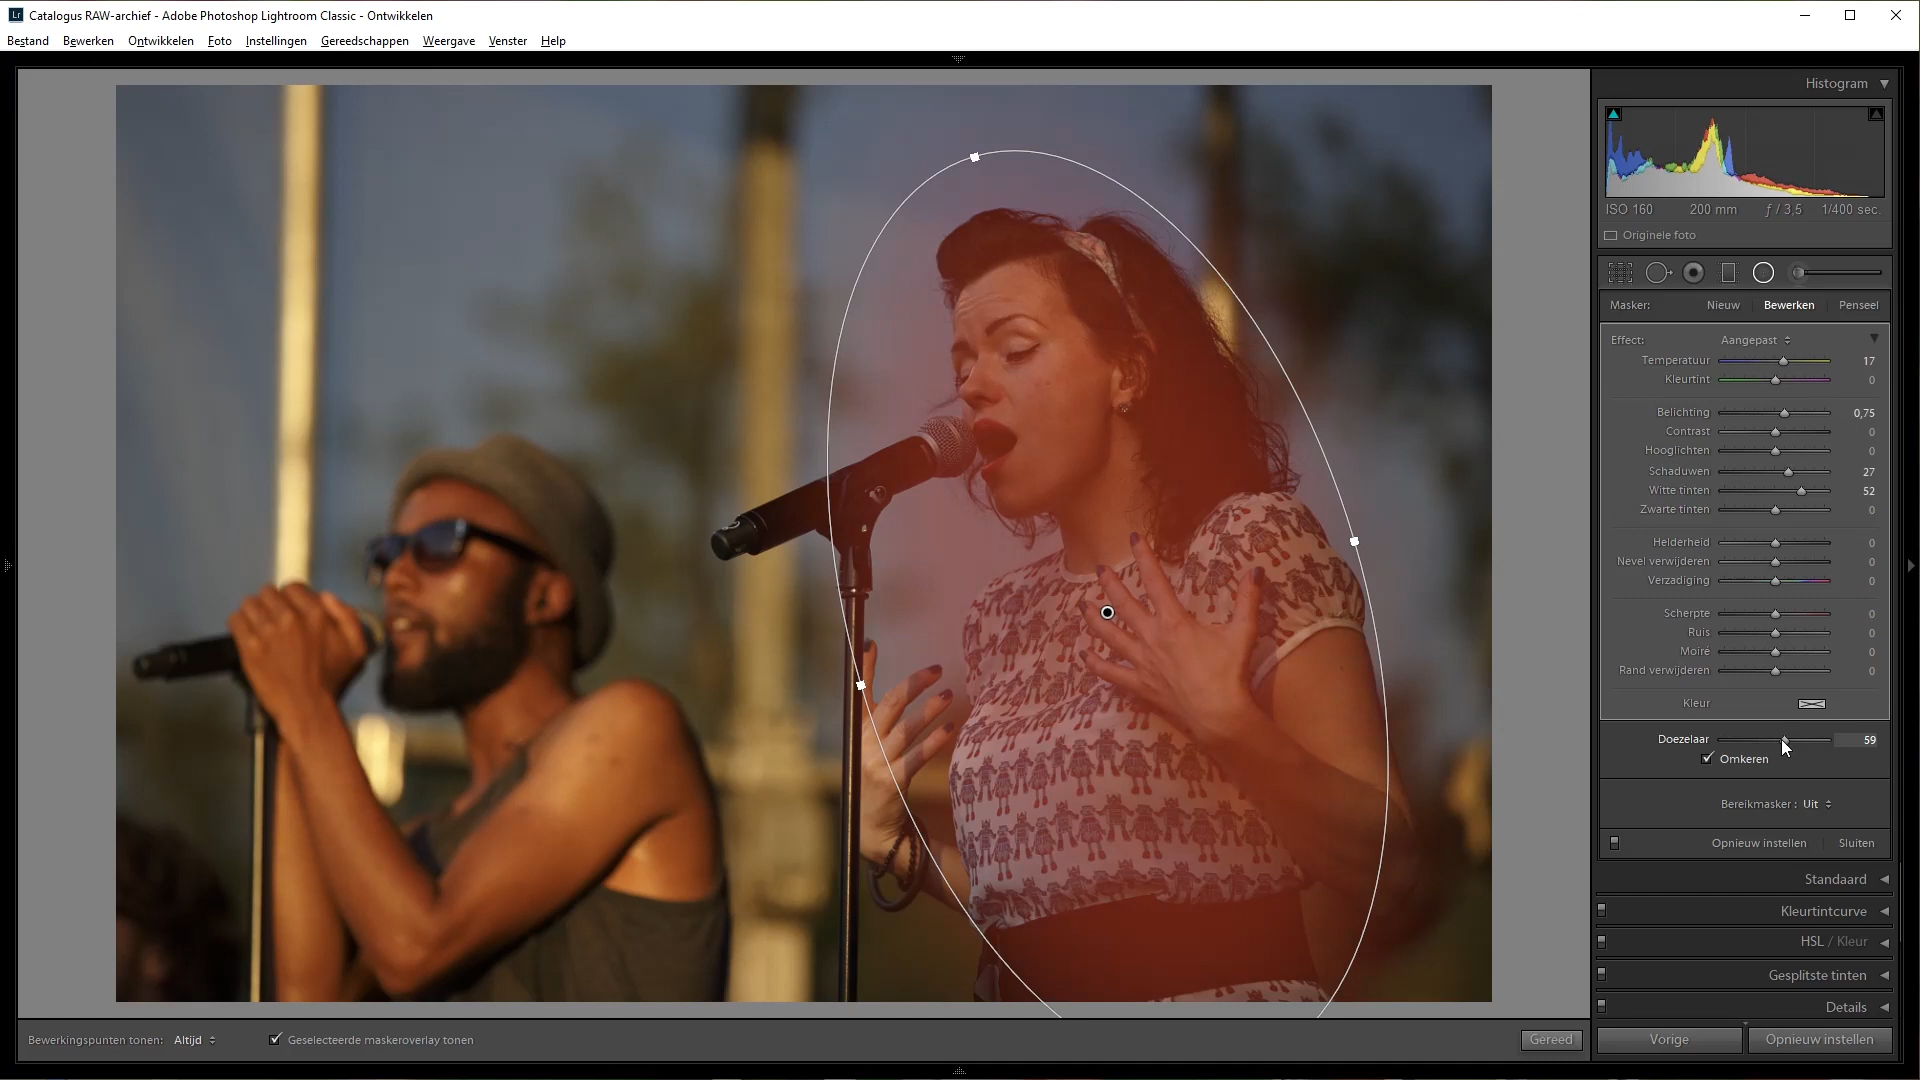 Lr Catalogus RAW-archief - Adobe Photoshop Lightroom Classic - Ontwikkelen
Bestand Bewerken Ontwikkelen Foto Instellingen Gereedschappen Weergave Venster Help
Histogram
ISO 160 200 mm ƒ / 3,5 1/400 sec.
Originele foto
Masker: Nieuw Bewerken Penseel
Effect: Aangepast
Temperatuur 17
Kleurtint 0
Belichting 0,75
Contrast 0
Hooglichten 0
Schaduwen 27
Witte tinten 52
Zwarte tinten 0
Helderheid 0
Nevel verwijderen 0
Verzadiging 0
Scherpte 0
Ruis 0
Moiré 0
Rand verwijderen 0
Kleur
Doezelaar 59
Omkeren
Bereikmasker : Uit
Opnieuw instellen Sluiten
Standaard
Kleurtintcurve
HSL / Kleur
Gesplitste tinten
Details
Bewerkingspunten tonen: Altijd Geselecteerde maskeroverlay tonen Gereed Vorige Opnieuw instellen